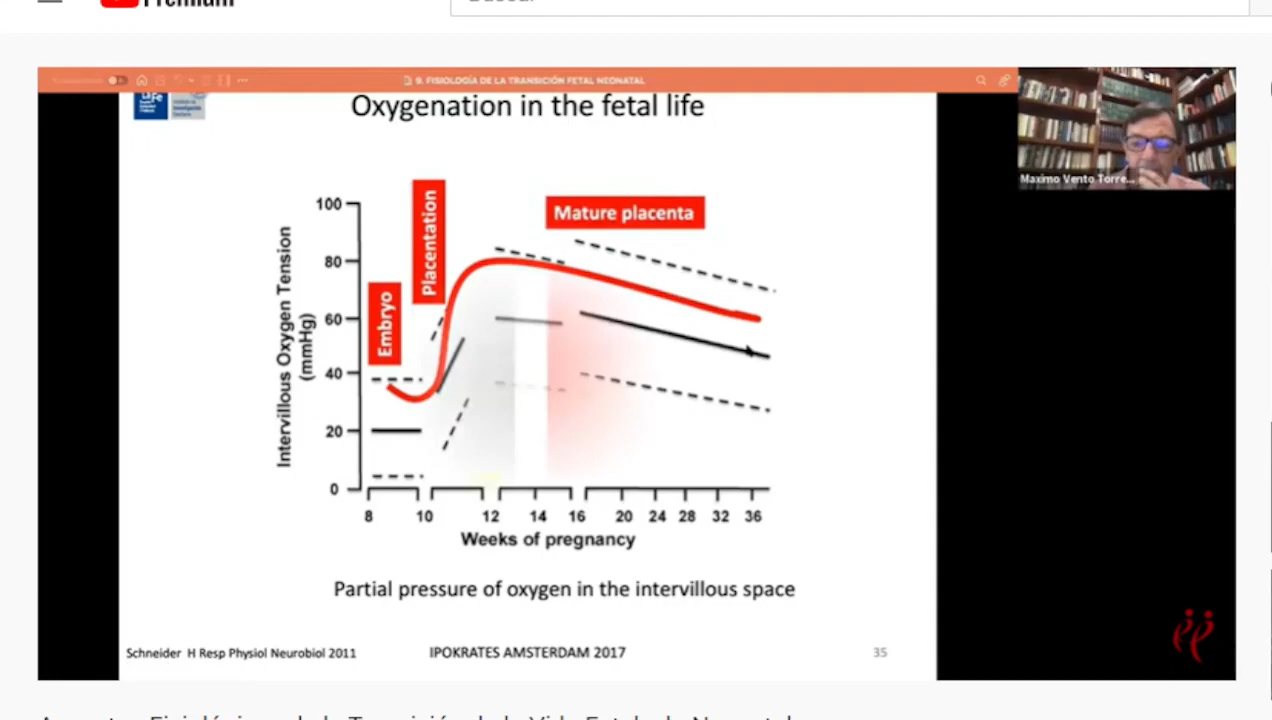 Premium
9. FISIOLOGÍA DE LA TRANSICIÓN FETAL NEONATAL
La Fe
Maximo Vento Torre...
Oxygenation in the fetal life
Mature placenta
Placentation
Embryo
Intervillous Oxygen Tension
(mmHg)
100
80
60
40
20
0
8 10 12 14 16 20 24 28 32 36
Weeks of pregnancy
Partial pressure of oxygen in the intervillous space
Schneider H Resp Physiol Neurobiol 2011
IPOKRATES AMSTERDAM 2017
35